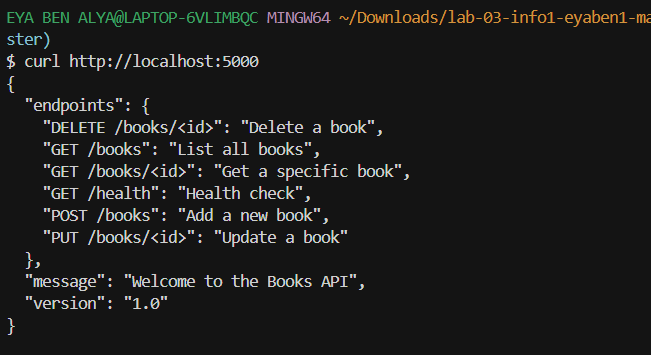 EYA BEN ALYA@LAPTOP-6VLIMBQC MINGW64 ~/Downloads/lab-03-info1-eyaben1-ma
ster)
$ curl http://localhost:5000
{
  "endpoints": {
    "DELETE /books/<id>": "Delete a book",
    "GET /books": "List all books",
    "GET /books/<id>": "Get a specific book",
    "GET /health": "Health check",
    "POST /books": "Add a new book",
    "PUT /books/<id>": "Update a book"
  },
  "message": "Welcome to the Books API",
  "version": "1.0"
}